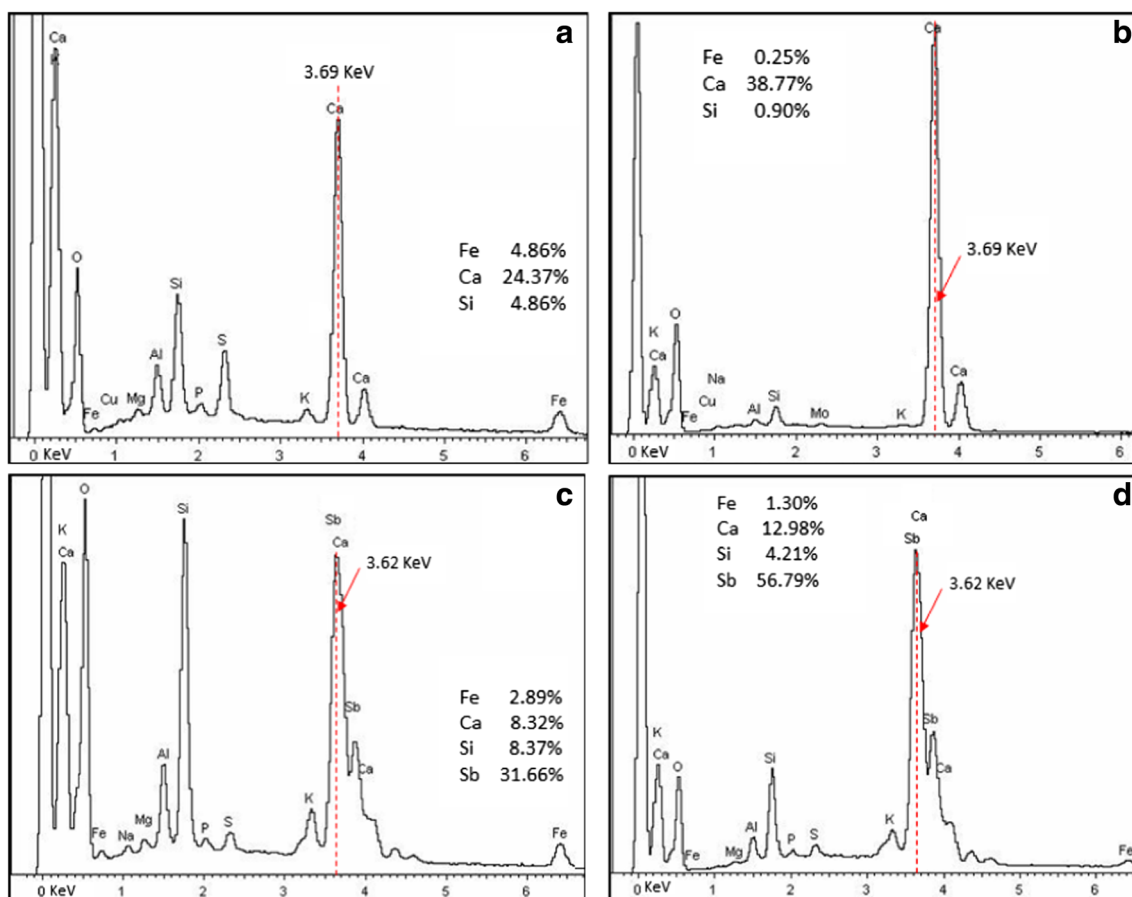 a
Ca
3.69 KeV
Ca
O
Si
Al
S
Fe
Cu
Mg
P
K
Ca
Fe
Fe 4.86%
Ca 24.37%
Si 4.86%
0 KeV 1 2 3 4 5 6
b
Fe 0.25%
Ca 38.77%
Si 0.90%
Ca
3.69 KeV
O
K
Ca
Na
Cu
Fe
Al
Si
Mo
K
Ca
0 KeV 1 2 3 4 5 6
c
O
K
Ca
Si
Sb
Ca
3.62 KeV
Sb
Ca
Al
Fe
Na
Mg
P
S
K
Fe
Fe 2.89%
Ca 8.32%
Si 8.37%
Sb 31.66%
0 KeV 1 2 3 4 5 6
d
Fe 1.30%
Ca 12.98%
Si 4.21%
Sb 56.79%
Ca
Sb
3.62 KeV
Sb
Ca
K
Ca
O
Si
Fe
Mg
Al
P
S
K
Fe
0 KeV 1 2 3 4 5 6